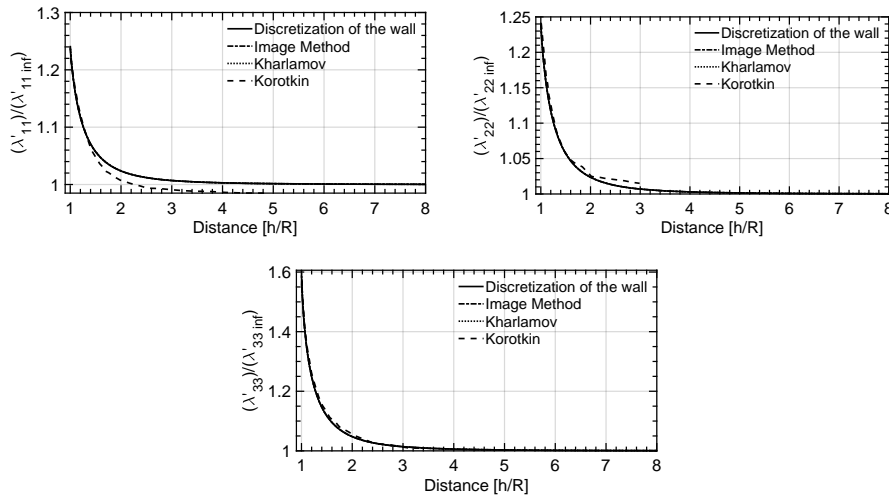 1.3
1.2
1.1
1
(λ'11)/(λ'11 inf)
Discretization of the wall
Image Method
Kharlamov
Korotkin
1 2 3 4 5 6 7 8
Distance [h/R]
1.25
1.2
1.15
1.1
1.05
1
(λ'22)/(λ'22 inf)
Discretization of the wall
Image Method
Kharlamov
Korotkin
1 2 3 4 5 6 7 8
Distance [h/R]
1.6
1.4
1.2
1
(λ'33)/(λ'33 inf)
Discretization of the wall
Image Method
Kharlamov
Korotkin
1 2 3 4 5 6 7 8
Distance [h/R]